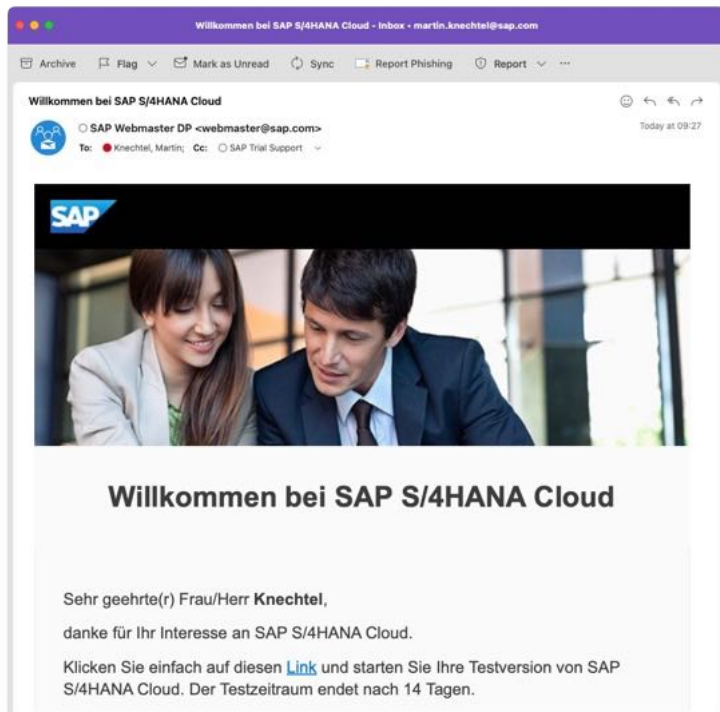 Willkommen bei SAP S/4HANA Cloud • Inbox • martin.knechtel@sap.com
Archive Flag Mark as Unread Sync Report Phishing Report ...
Willkommen bei SAP S/4HANA Cloud
SAP Webmaster DP <webmaster@sap.com>
Today at 09:27
To: Knechtel, Martin; Cc: SAP Trial Support
SAP
Willkommen bei SAP S/4HANA Cloud
Sehr geehrte(r) Frau/Herr Knechtel,
danke für Ihr Interesse an SAP S/4HANA Cloud.
Klicken Sie einfach auf diesen Link und starten Sie Ihre Testversion von SAP
S/4HANA Cloud. Der Testzeitraum endet nach 14 Tagen.